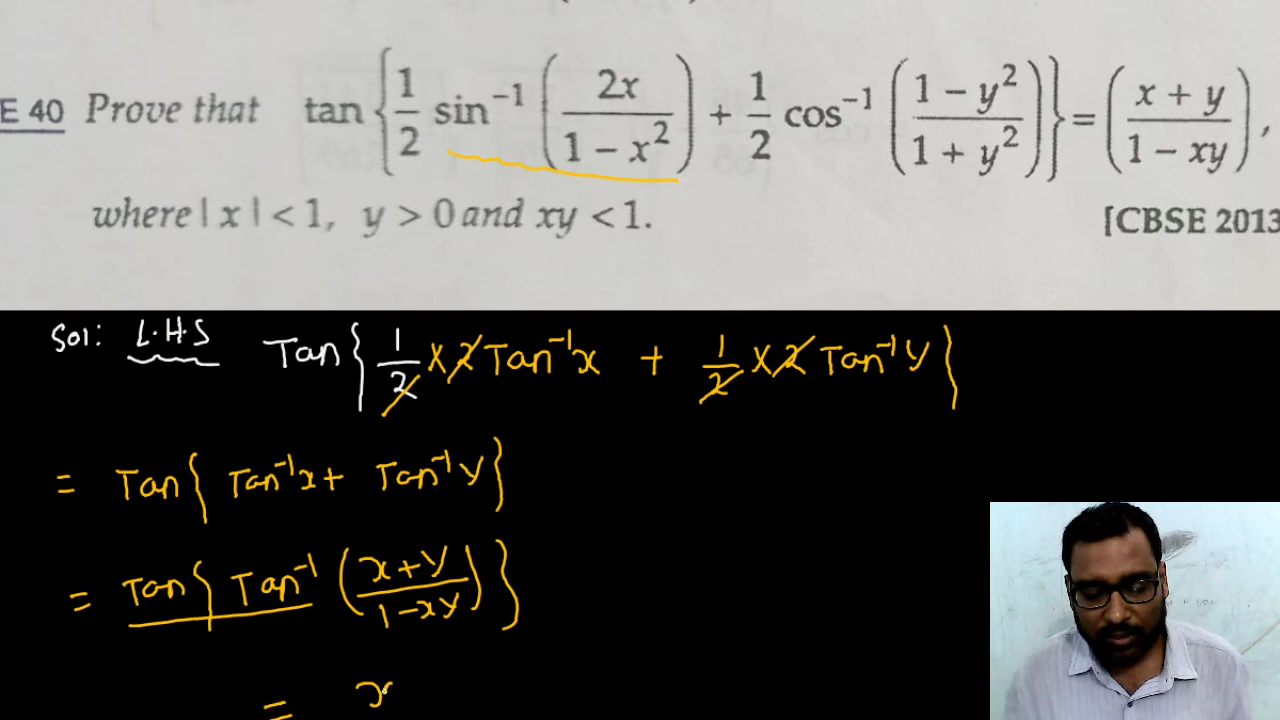 E 40 Prove that tan {1/2 sin⁻¹ (2x / 1 − x²) + 1/2 cos⁻¹ (1 − y² / 1 + y²)} = (x + y / 1 − xy),
where | x | < 1, y > 0 and xy < 1. [CBSE 2013
Sol: L.H.S Tan{1/2 × 2 Tan⁻¹x + 1/2 × 2 Tan⁻¹y}
= Tan{Tan⁻¹x + Tan⁻¹y}
= Tan{Tan⁻¹ (x+y / 1−xy)}
= x